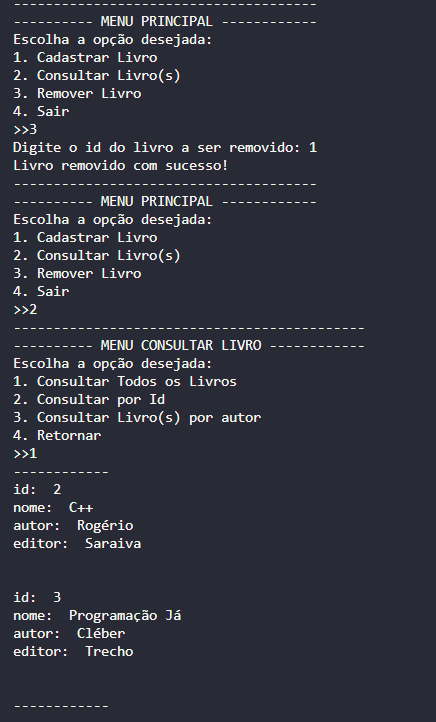 --------------------------------------
---------- MENU PRINCIPAL ------------
Escolha a opção desejada:
1. Cadastrar Livro
2. Consultar Livro(s)
3. Remover Livro
4. Sair
>>3
Digite o id do livro a ser removido: 1
Livro removido com sucesso!
--------------------------------------
---------- MENU PRINCIPAL ------------
Escolha a opção desejada:
1. Cadastrar Livro
2. Consultar Livro(s)
3. Remover Livro
4. Sair
>>2
--------------------------------------------
---------- MENU CONSULTAR LIVRO ------------
Escolha a opção desejada:
1. Consultar Todos os Livros
2. Consultar por Id
3. Consultar Livro(s) por autor
4. Retornar
>>1
------------
id:  2
nome:  C++
autor:  Rogério
editor:  Saraiva
id:  3
nome:  Programação Já
autor:  Cléber
editor:  Trecho
------------